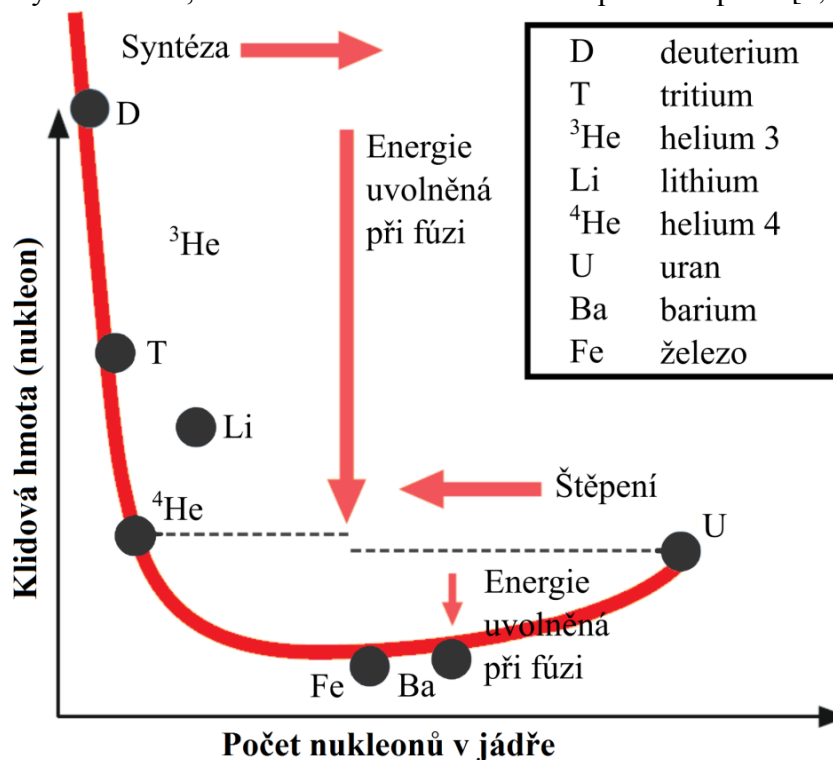 Syntéza
D
Energie
uvolněná
při fúzi
³He
T
Li
⁴He
Štěpení
U
Energie
uvolněná
při fúzi
Fe
Ba
D deuterium
T tritium
³He helium 3
Li lithium
⁴He helium 4
U uran
Ba barium
Fe železo
Klidová hmota (nukleon)
Počet nukleonů v jádře